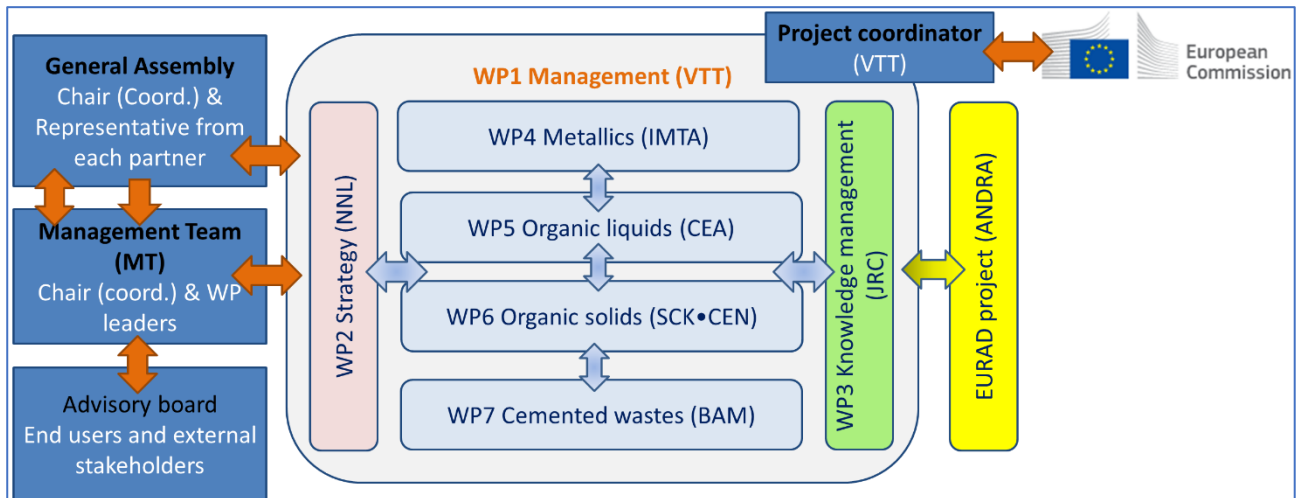 General Assembly
Chair (Coord.) &
Representative from
each partner
Management Team
(MT)
Chair (coord.) & WP
leaders
Advisory board
End users and external
stakeholders
WP1 Management (VTT)
WP2 Strategy (NNL)
WP4 Metallics (IMTA)
WP5 Organic liquids (CEA)
WP6 Organic solids (SCK•CEN)
WP7 Cemented wastes (BAM)
WP3 Knowledge management
(JRC)
Project coordinator
(VTT)
European
Commission
EURAD project (ANDRA)